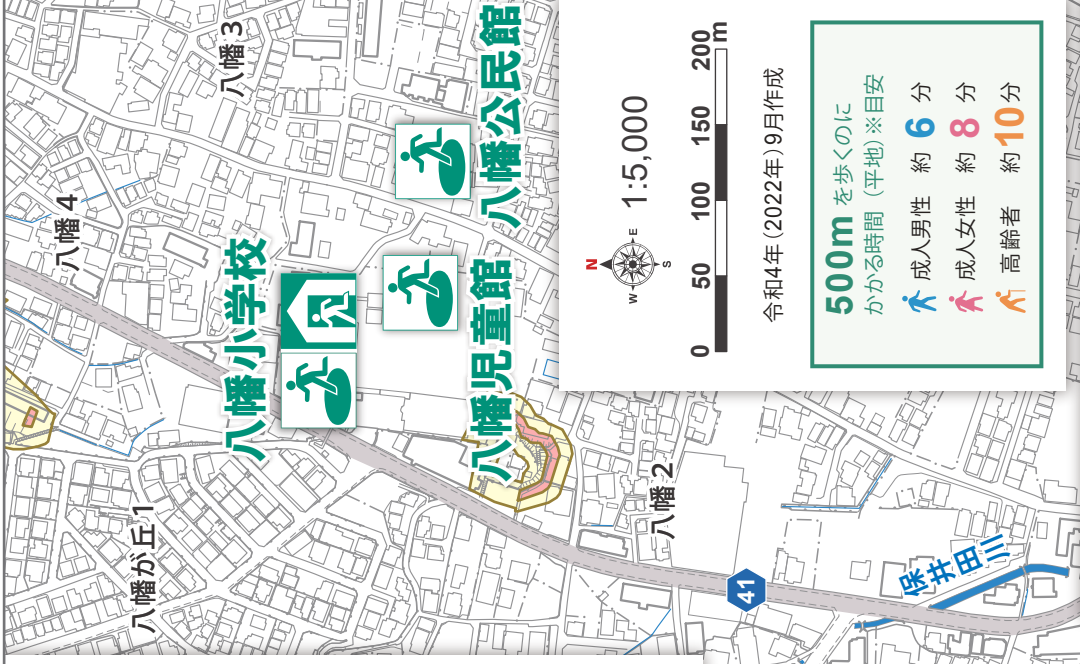 八幡3
八幡4
八幡公民館
八幡小学校
八幡児童館
八幡が丘1
八幡2
41
保井田川
N
W
E
S
1:5,000
0 50 100 150 200 m
令和4年(2022年)9月作成
500mを歩くのに
かかる時間（平地）※目安
成人男性 約 6 分
成人女性 約 8 分
高齢者 約 10 分